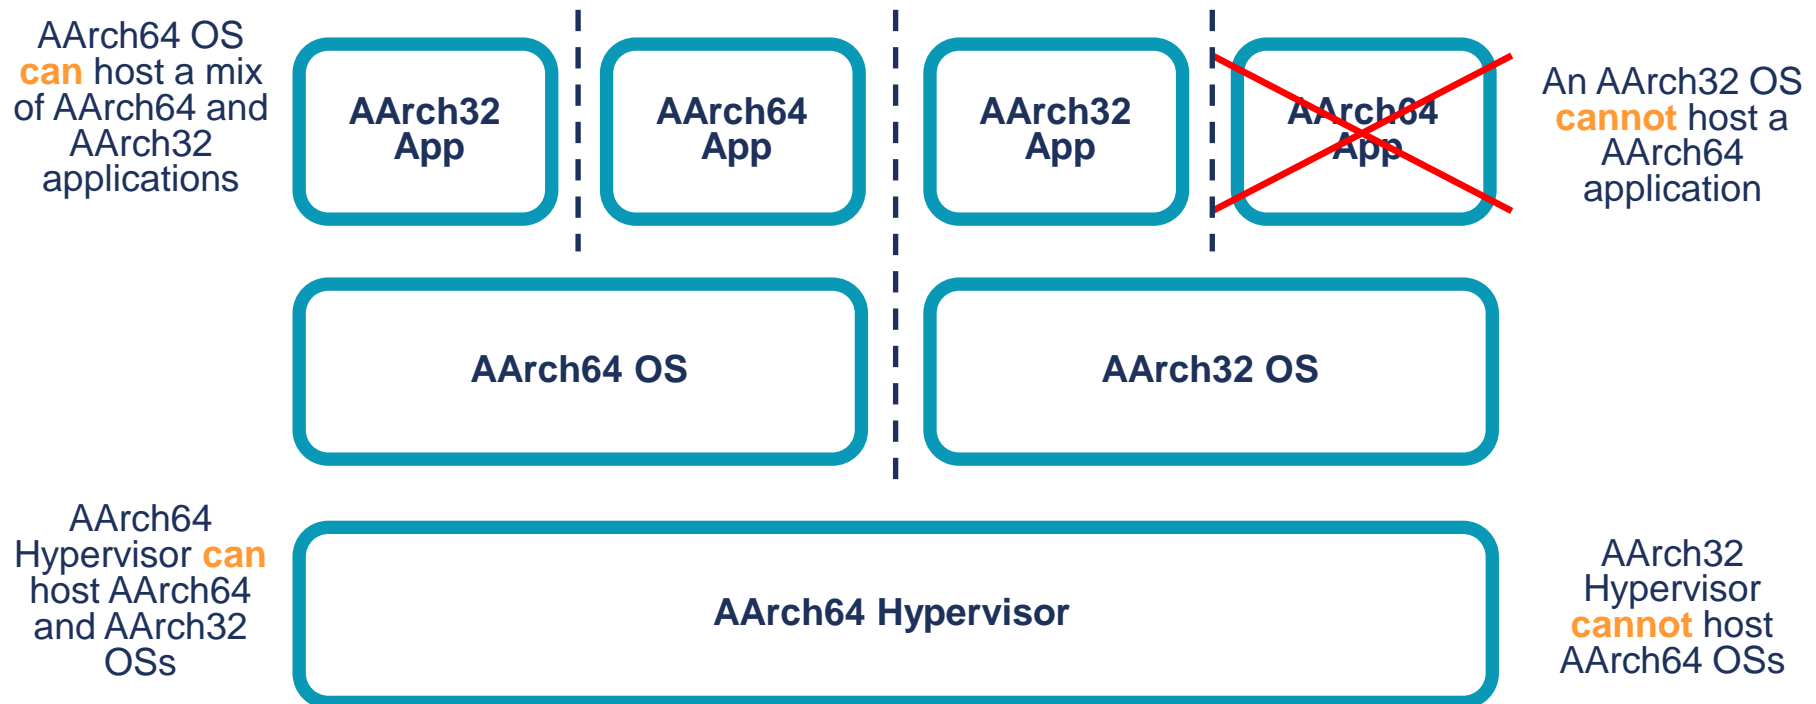 AArch64 OS
can host a mix
of AArch64 and
AArch32
applications
AArch32
App
AArch64
App
AArch32
App
AArch64
App
An AArch32 OS
cannot host a
AArch64
application
AArch64 OS
AArch32 OS
AArch64
Hypervisor can
host AArch64
and AArch32
OSs
AArch64 Hypervisor
AArch32
Hypervisor
cannot host
AArch64 OSs